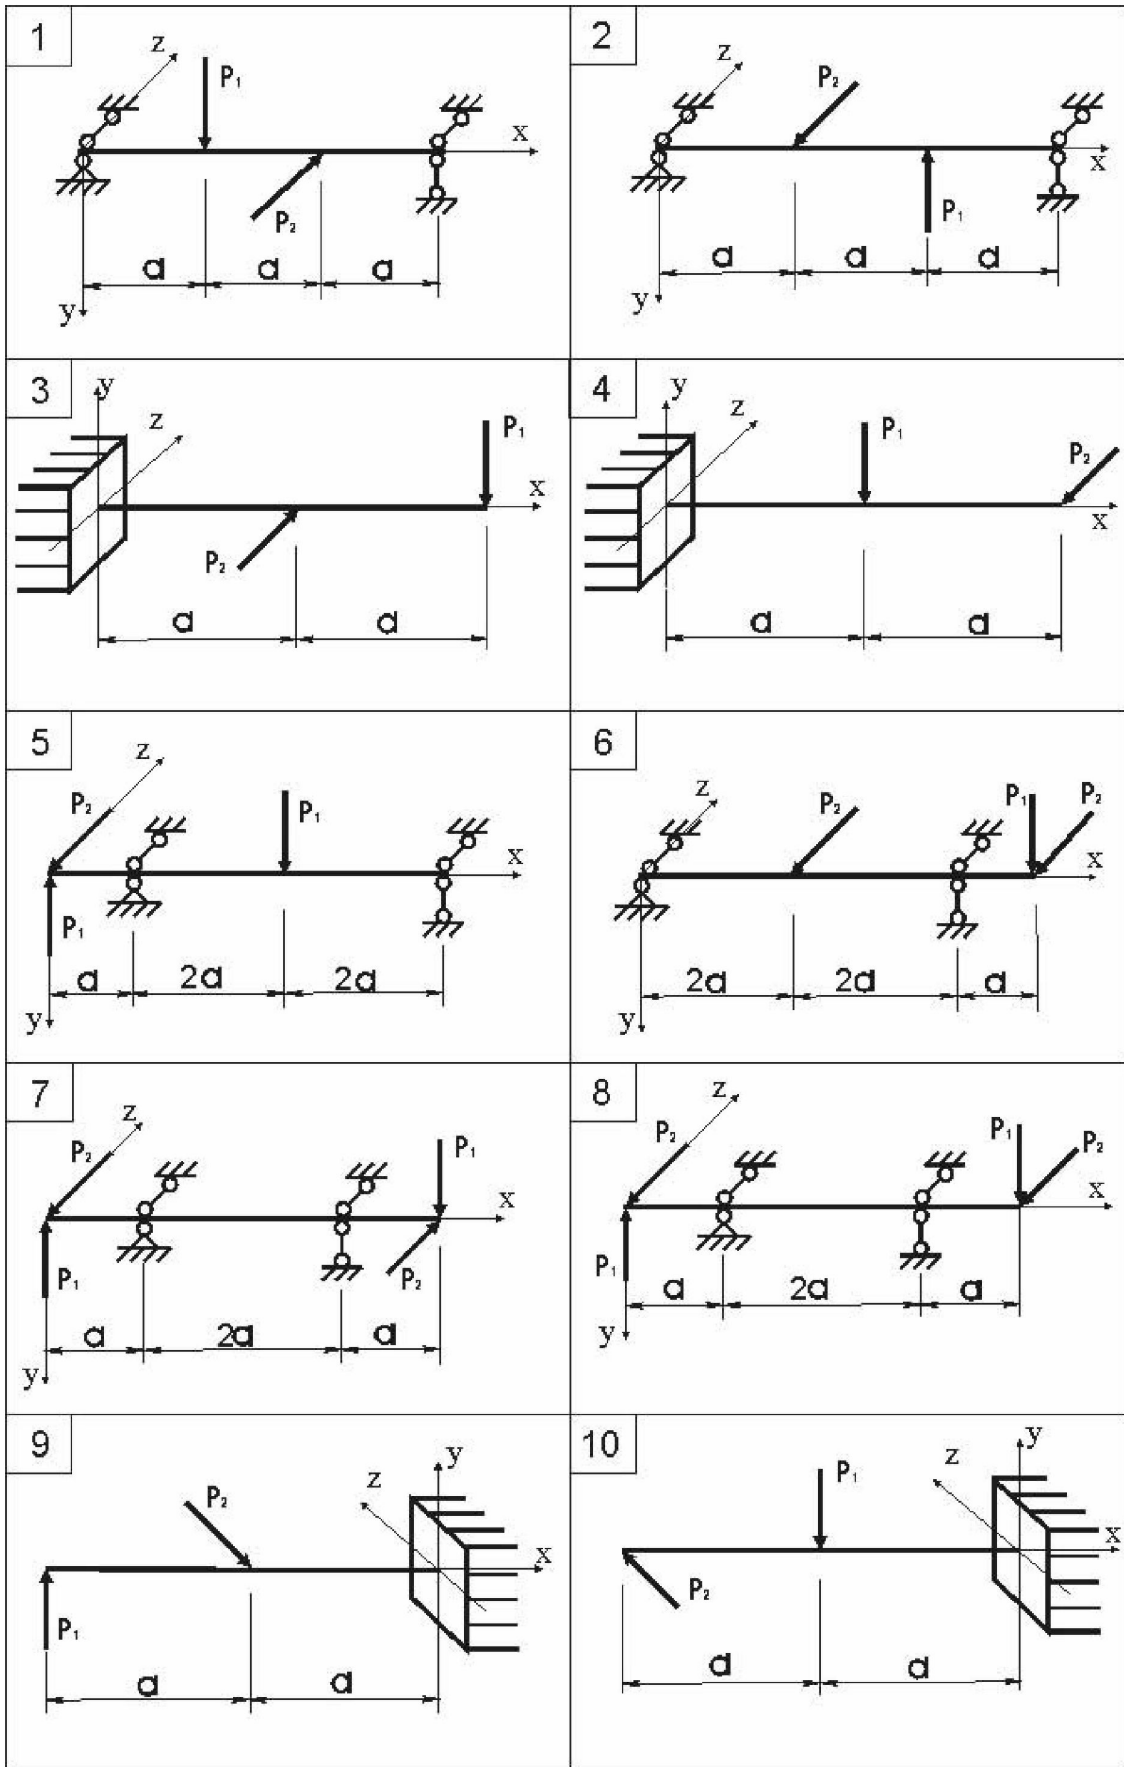 1
z
P₁
x
P₂
a a a
y
2
z
P₂
x
P₁
a a a
y
3
y
z
P₁
x
P₂
a a
4
y
z
P₁
P₂
x
a a
5
z
P₂
P₁
x
P₁
a 2a 2a
y
6
z
P₂
P₁
P₂
x
2a 2a a
y
7
z
P₂
P₁
x
P₁
P₂
a 2a a
y
8
z
P₂
P₁
P₂
x
P₁
a 2a a
y
9
y
z
P₂
x
P₁
a a
10
y
z
P₁
x
P₂
a a